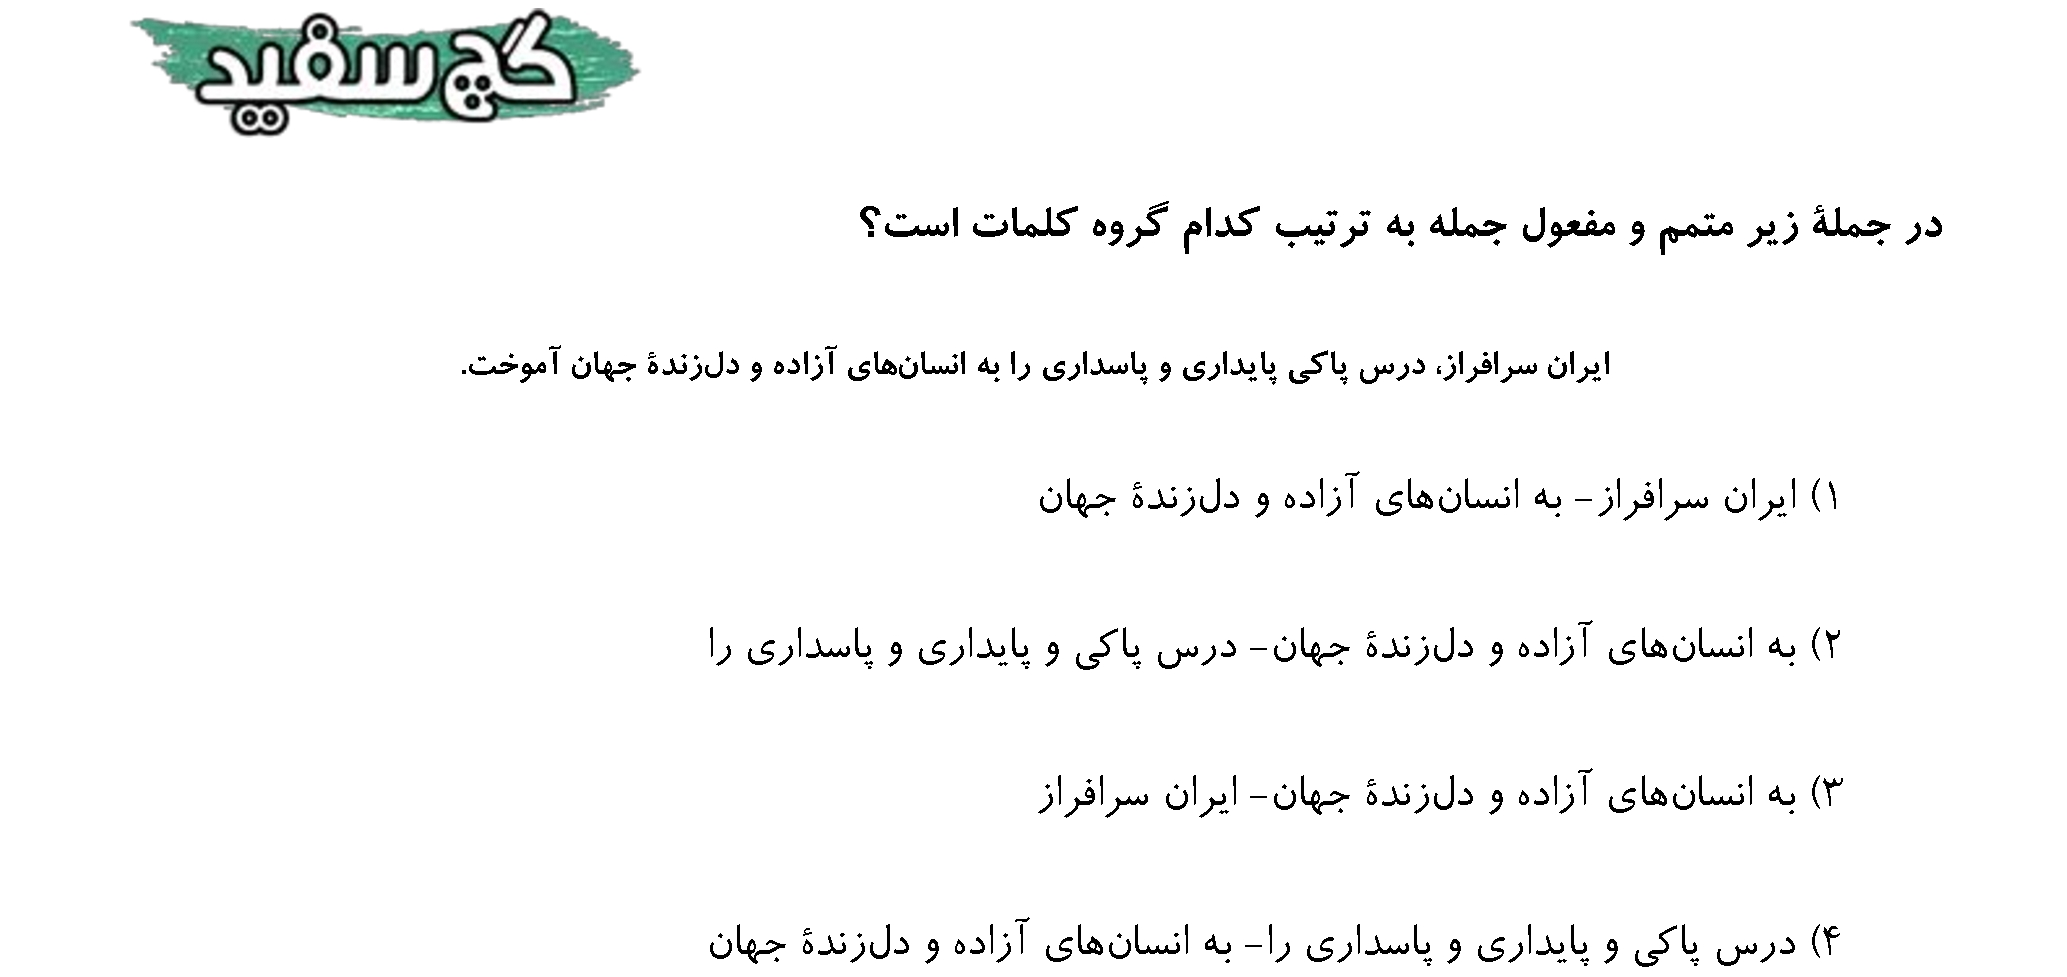 گچ سفید
در جملهٔ زیر متمم و مفعول جمله به ترتیب کدام گروه کلمات است؟
ایران سرافراز، درس پاکی پایداری و پاسداری را به انسان‌های آزاده و دل‌زندهٔ جهان آموخت.
۱) ایران سرافراز– به انسان‌های آزاده و دل‌زندهٔ جهان
۲) به انسان‌های آزاده و دل‌زندهٔ جهان– درس پاکی و پایداری و پاسداری را
۳) به انسان‌های آزاده و دل‌زندهٔ جهان– ایران سرافراز
۴) درس پاکی و پایداری و پاسداری را– به انسان‌های آزاده و دل‌زندهٔ جهان